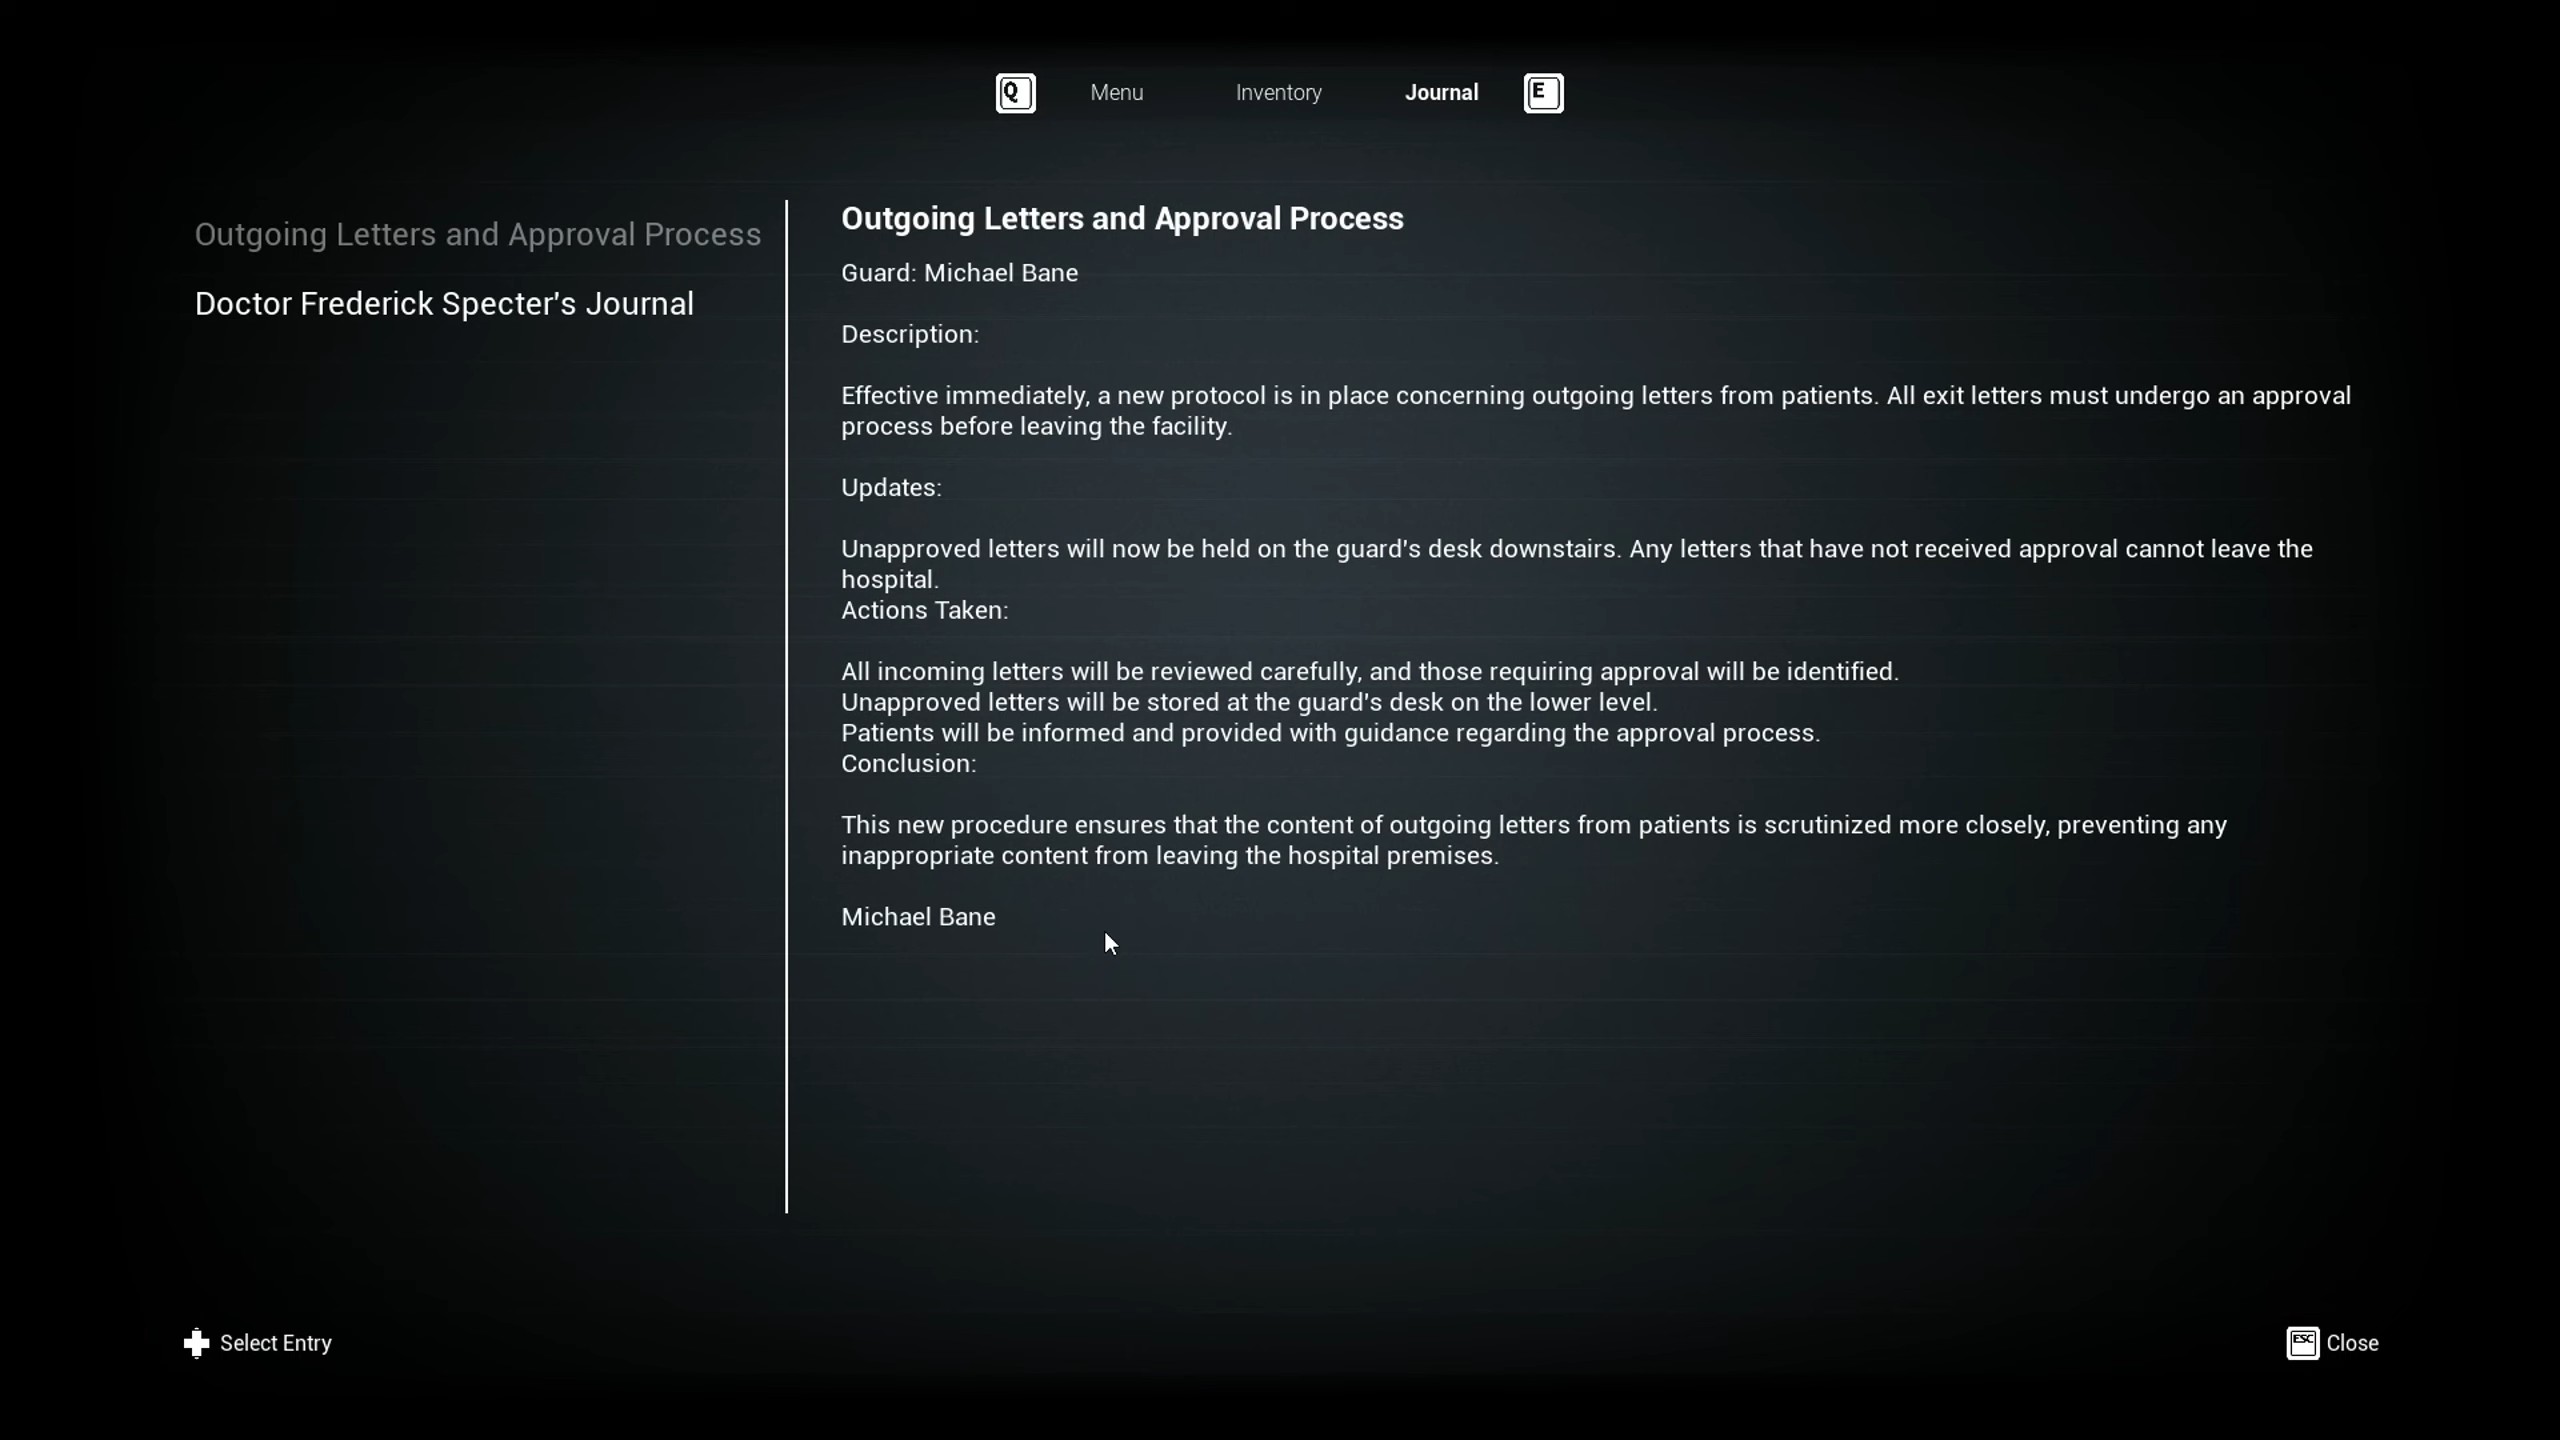 Q Menu Inventory Journal E
Outgoing Letters and Approval Process
Doctor Frederick Specter's Journal
Outgoing Letters and Approval Process
Guard: Michael Bane
Description:
Effective immediately, a new protocol is in place concerning outgoing letters from patients. All exit letters must undergo an approval
process before leaving the facility.
Updates:
Unapproved letters will now be held on the guard's desk downstairs. Any letters that have not received approval cannot leave the
hospital.
Actions Taken:
All incoming letters will be reviewed carefully, and those requiring approval will be identified.
Unapproved letters will be stored at the guard's desk on the lower level.
Patients will be informed and provided with guidance regarding the approval process.
Conclusion:
This new procedure ensures that the content of outgoing letters from patients is scrutinized more closely, preventing any
inappropriate content from leaving the hospital premises.
Michael Bane
Select Entry
ESC Close